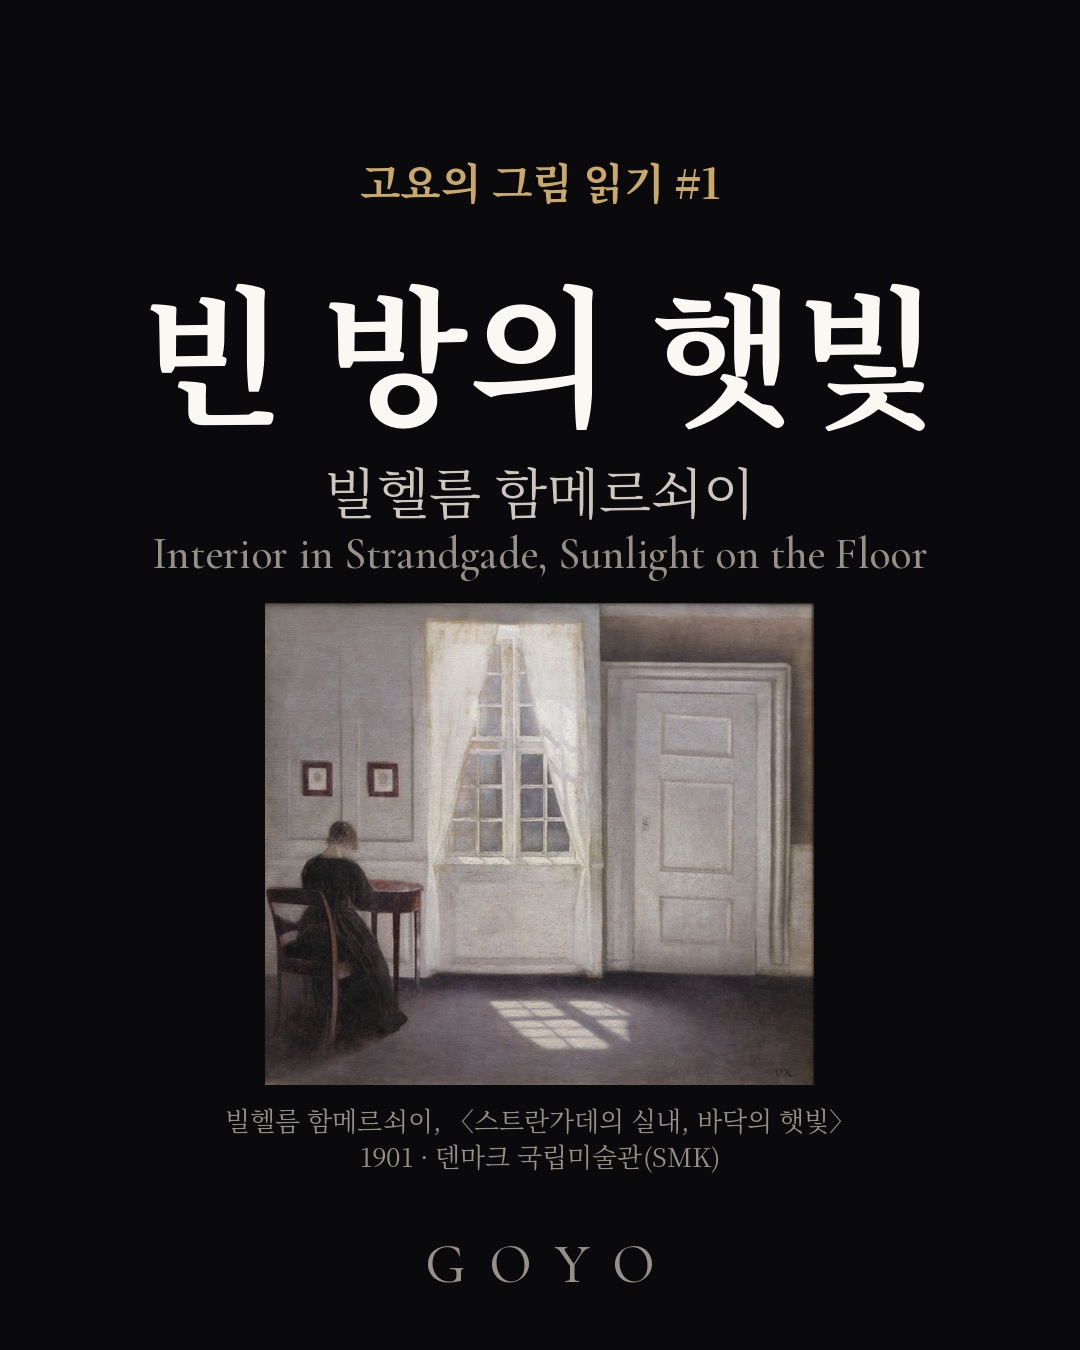 고요의 그림 읽기 #1
빈 방의 햇빛
빌헬름 함메르쇠이
Interior in Strandgade, Sunlight on the Floor
빌헬름 함메르쇠이, 〈스트란가데의 실내, 바닥의 햇빛〉
1901 · 덴마크 국립미술관(SMK)
GOYO